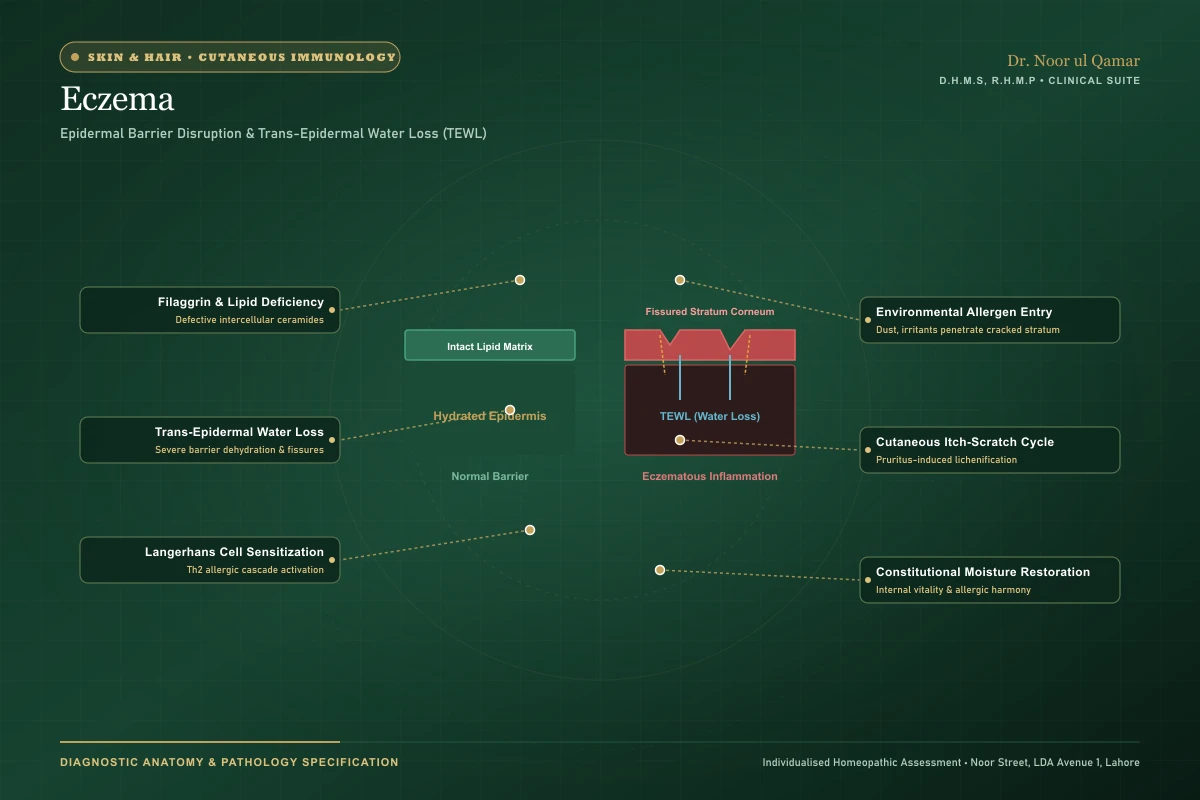 SKIN & HAIR • CUTANEOUS IMMUNOLOGY
Eczema
Epidermal Barrier Disruption & Trans-Epidermal Water Loss (TEWL)
Dr. Noor ul Qamar
D.H.M.S, R.H.M.P • CLINICAL SUITE
Filaggrin & Lipid Deficiency
Defective intercellular ceramides
Trans-Epidermal Water Loss
Severe barrier dehydration & fissures
Langerhans Cell Sensitization
Th2 allergic cascade activation
Intact Lipid Matrix
Hydrated Epidermis
Normal Barrier
Fissured Stratum Corneum
TEWL (Water Loss)
Eczematous Inflammation
Environmental Allergen Entry
Dust, irritants penetrate cracked stratum
Cutaneous Itch-Scratch Cycle
Pruritus-induced lichenification
Constitutional Moisture Restoration
Internal vitality & allergic harmony
DIAGNOSTIC ANATOMY & PATHOLOGY SPECIFICATION
Individualised Homeopathic Assessment • Noor Street, LDA Avenue 1, Lahore